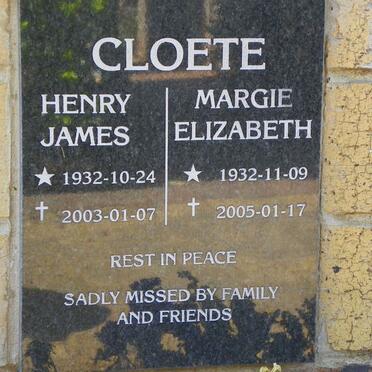 CLOETE
HENRY JAMES
★ 1932-10-24
✝ 2003-01-07
MARGIE ELIZABETH
★ 1932-11-09
✝ 2005-01-17
REST IN PEACE
SADLY MISSED BY FAMILY
AND FRIENDS